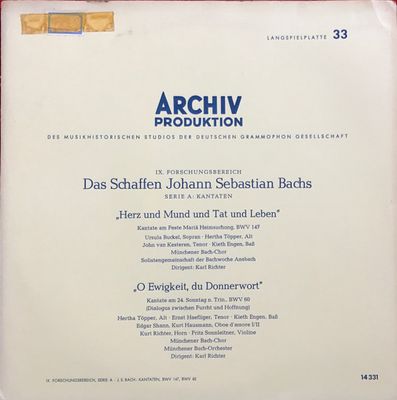 LANGSPIELPLATTE 33
ARCHIV
PRODUKTION
DES MUSIKHISTORISCHEN STUDIOS DER DEUTSCHEN GRAMMOPHON GESELLSCHAFT
IX. FORSCHUNGSBEREICH
Das Schaffen Johann Sebastian Bachs
SERIE A: KANTATEN
„Herz und Mund und Tat und Leben"
Kantate am Feste Mariä Heimsuchung, BWV 147
Ursula Buckel, Sopran · Hertha Töpper, Alt
John van Kesteren, Tenor · Kieth Engen, Baß
Münchener Bach-Chor
Solistengemeinschaft der Bachwoche Ansbach
Dirigent: Karl Richter
„O Ewigkeit, du Donnerwort"
Kantate am 24. Sonntag n. Trin., BWV 60
(Dialogus zwischen Furcht und Hoffnung)
Hertha Töpper, Alt · Ernst Haefliger, Tenor · Kieth Engen, Baß
Edgar Shann, Kurt Hausmann, Oboe d'amore I/II
Kurt Richter, Horn · Fritz Sonnleitner, Violine
Münchener Bach-Chor
Münchener Bach-Orchester
Dirigent: Karl Richter
IX. FORSCHUNGSBEREICH, SERIE A · J. S. BACH: KANTATEN, BWV 147, BWV 60
14 331